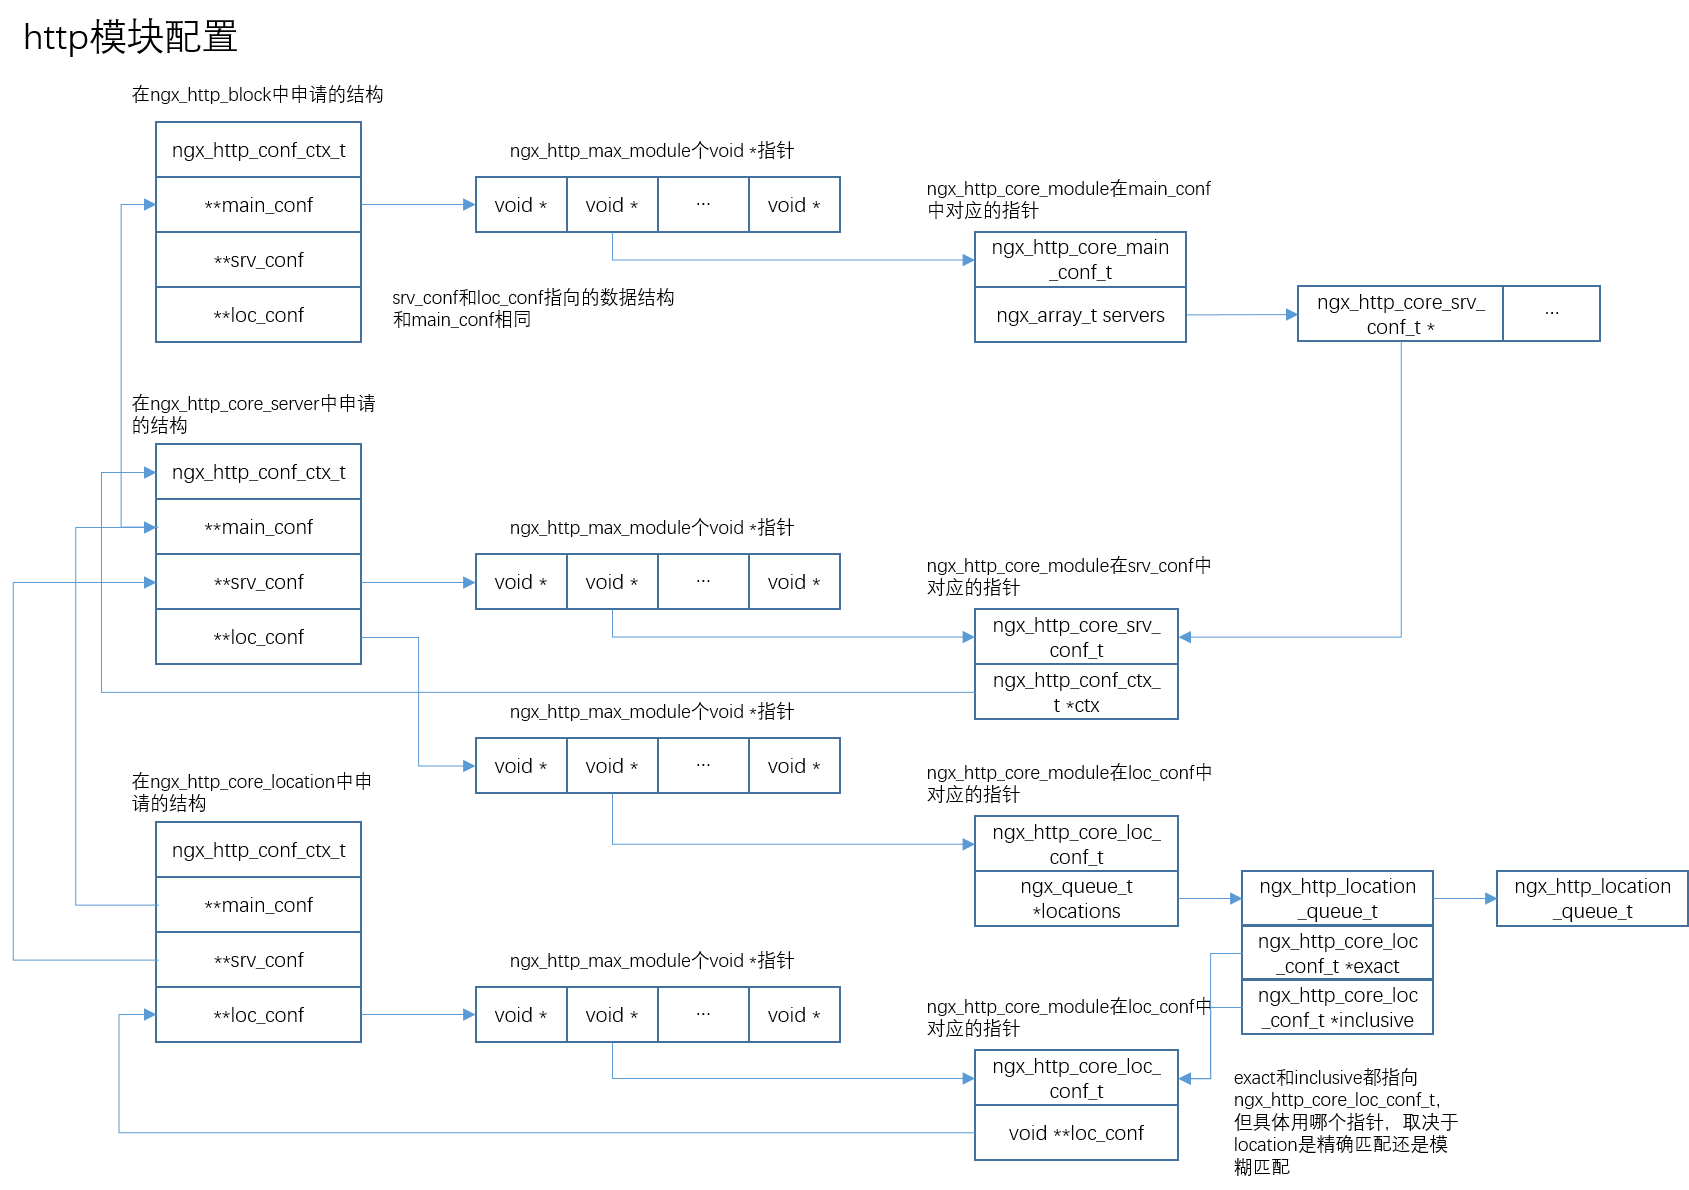 http模块配置
在ngx_http_block中申请的结构
ngx_http_conf_ctx_t
**main_conf
**srv_conf
**loc_conf
ngx_http_max_module个void *指针
void *
void *
...
void *
srv_conf和loc_conf指向的数据结构
和main_conf相同
ngx_http_core_module在main_conf
中对应的指针
ngx_http_core_main
_conf_t
ngx_array_t servers
ngx_http_core_srv_
conf_t *
...
在ngx_http_core_server中申请
的结构
ngx_http_conf_ctx_t
**main_conf
**srv_conf
**loc_conf
ngx_http_max_module个void *指针
void *
void *
...
void *
ngx_http_core_module在srv_conf中
对应的指针
ngx_http_core_srv_
conf_t
ngx_http_conf_ctx_
t *ctx
ngx_http_max_module个void *指针
void *
void *
...
void *
ngx_http_core_module在loc_conf中
对应的指针
ngx_http_core_loc_
conf_t
ngx_queue_t
*locations
ngx_http_location
_queue_t
ngx_http_core_loc
_conf_t *exact
ngx_http_core_loc
_conf_t *inclusive
ngx_http_location
_queue_t
在ngx_http_core_location中申
请的结构
ngx_http_conf_ctx_t
**main_conf
**srv_conf
**loc_conf
ngx_http_max_module个void *指针
void *
void *
...
void *
ngx_http_core_module在loc_conf中
对应的指针
ngx_http_core_loc_
conf_t
void **loc_conf
exact和inclusive都指向
ngx_http_core_loc_conf_t，
但具体用哪个指针，取决于
location是精确匹配还是模
糊匹配